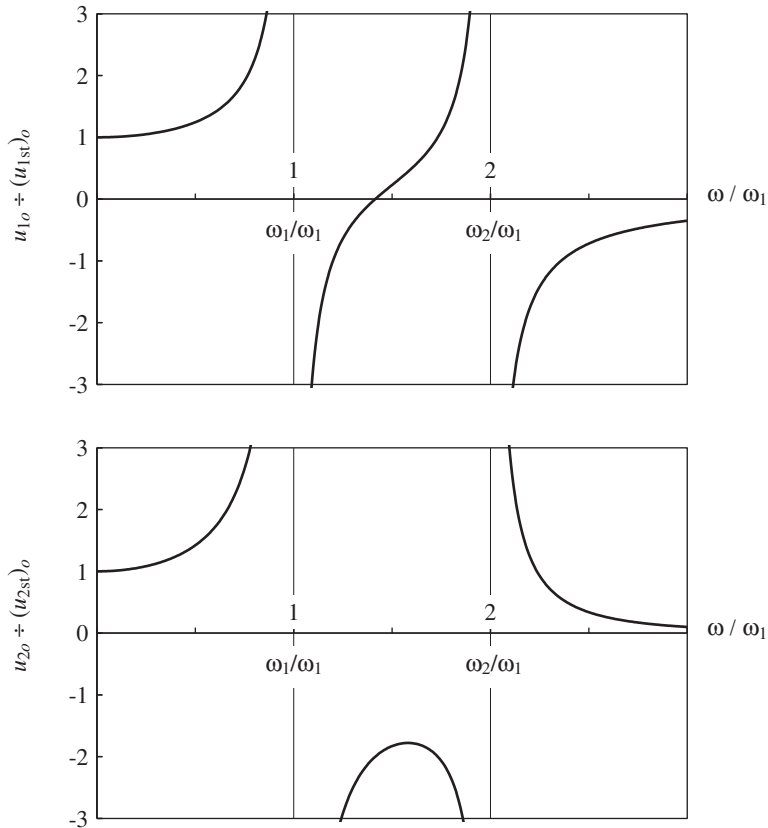 3
2
1
0
-1
-2
-3
u₁ₒ ÷ (u₁ₛₜ)ₒ
1
2
ω₁/ω₁
ω₂/ω₁
ω / ω₁
3
2
1
0
-1
-2
-3
u₂ₒ ÷ (u₂ₛₜ)ₒ
1
2
ω₁/ω₁
ω₂/ω₁
ω / ω₁